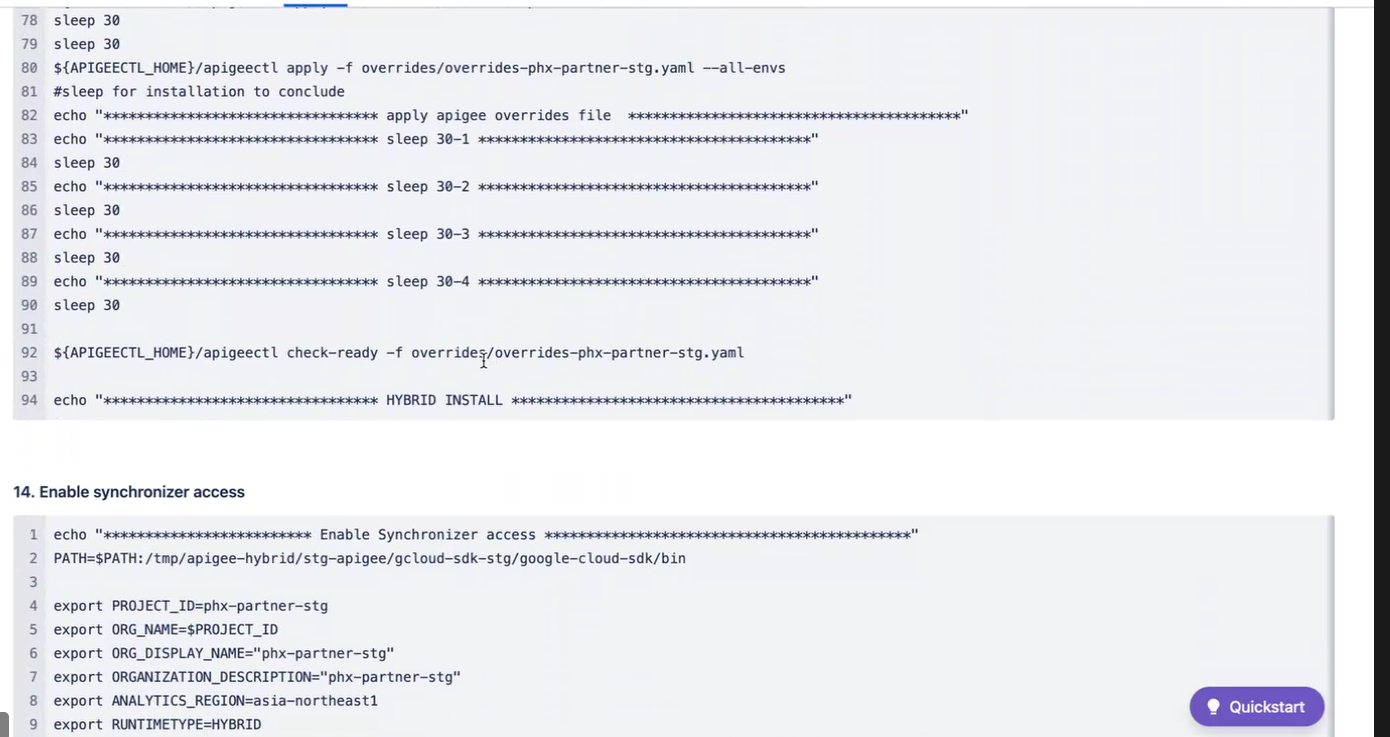 78 sleep 30
79 sleep 30
80 ${APIGEECTL_HOME}/apigeectl apply -f overrides/overrides-phx-partner-stg.yaml --all-envs
81 #sleep for installation to conclude
82 echo "********************************* apply apigee overrides file  ****************************************"
83 echo "********************************* sleep 30-1 ****************************************"
84 sleep 30
85 echo "********************************* sleep 30-2 ****************************************"
86 sleep 30
87 echo "********************************* sleep 30-3 ****************************************"
88 sleep 30
89 echo "********************************* sleep 30-4 ****************************************"
90 sleep 30
91
92 ${APIGEECTL_HOME}/apigeectl check-ready -f overrides/overrides-phx-partner-stg.yaml
93
94 echo "********************************* HYBRID INSTALL ****************************************"
14. Enable synchronizer access
1 echo "************************* Enable Synchronizer access ********************************************"
2 PATH=$PATH:/tmp/apigee-hybrid/stg-apigee/gcloud-sdk-stg/google-cloud-sdk/bin
3
4 export PROJECT_ID=phx-partner-stg
5 export ORG_NAME=$PROJECT_ID
6 export ORG_DISPLAY_NAME="phx-partner-stg"
7 export ORGANIZATION_DESCRIPTION="phx-partner-stg"
8 export ANALYTICS_REGION=asia-northeast1
9 export RUNTIMETYPE=HYBRID
Quickstart